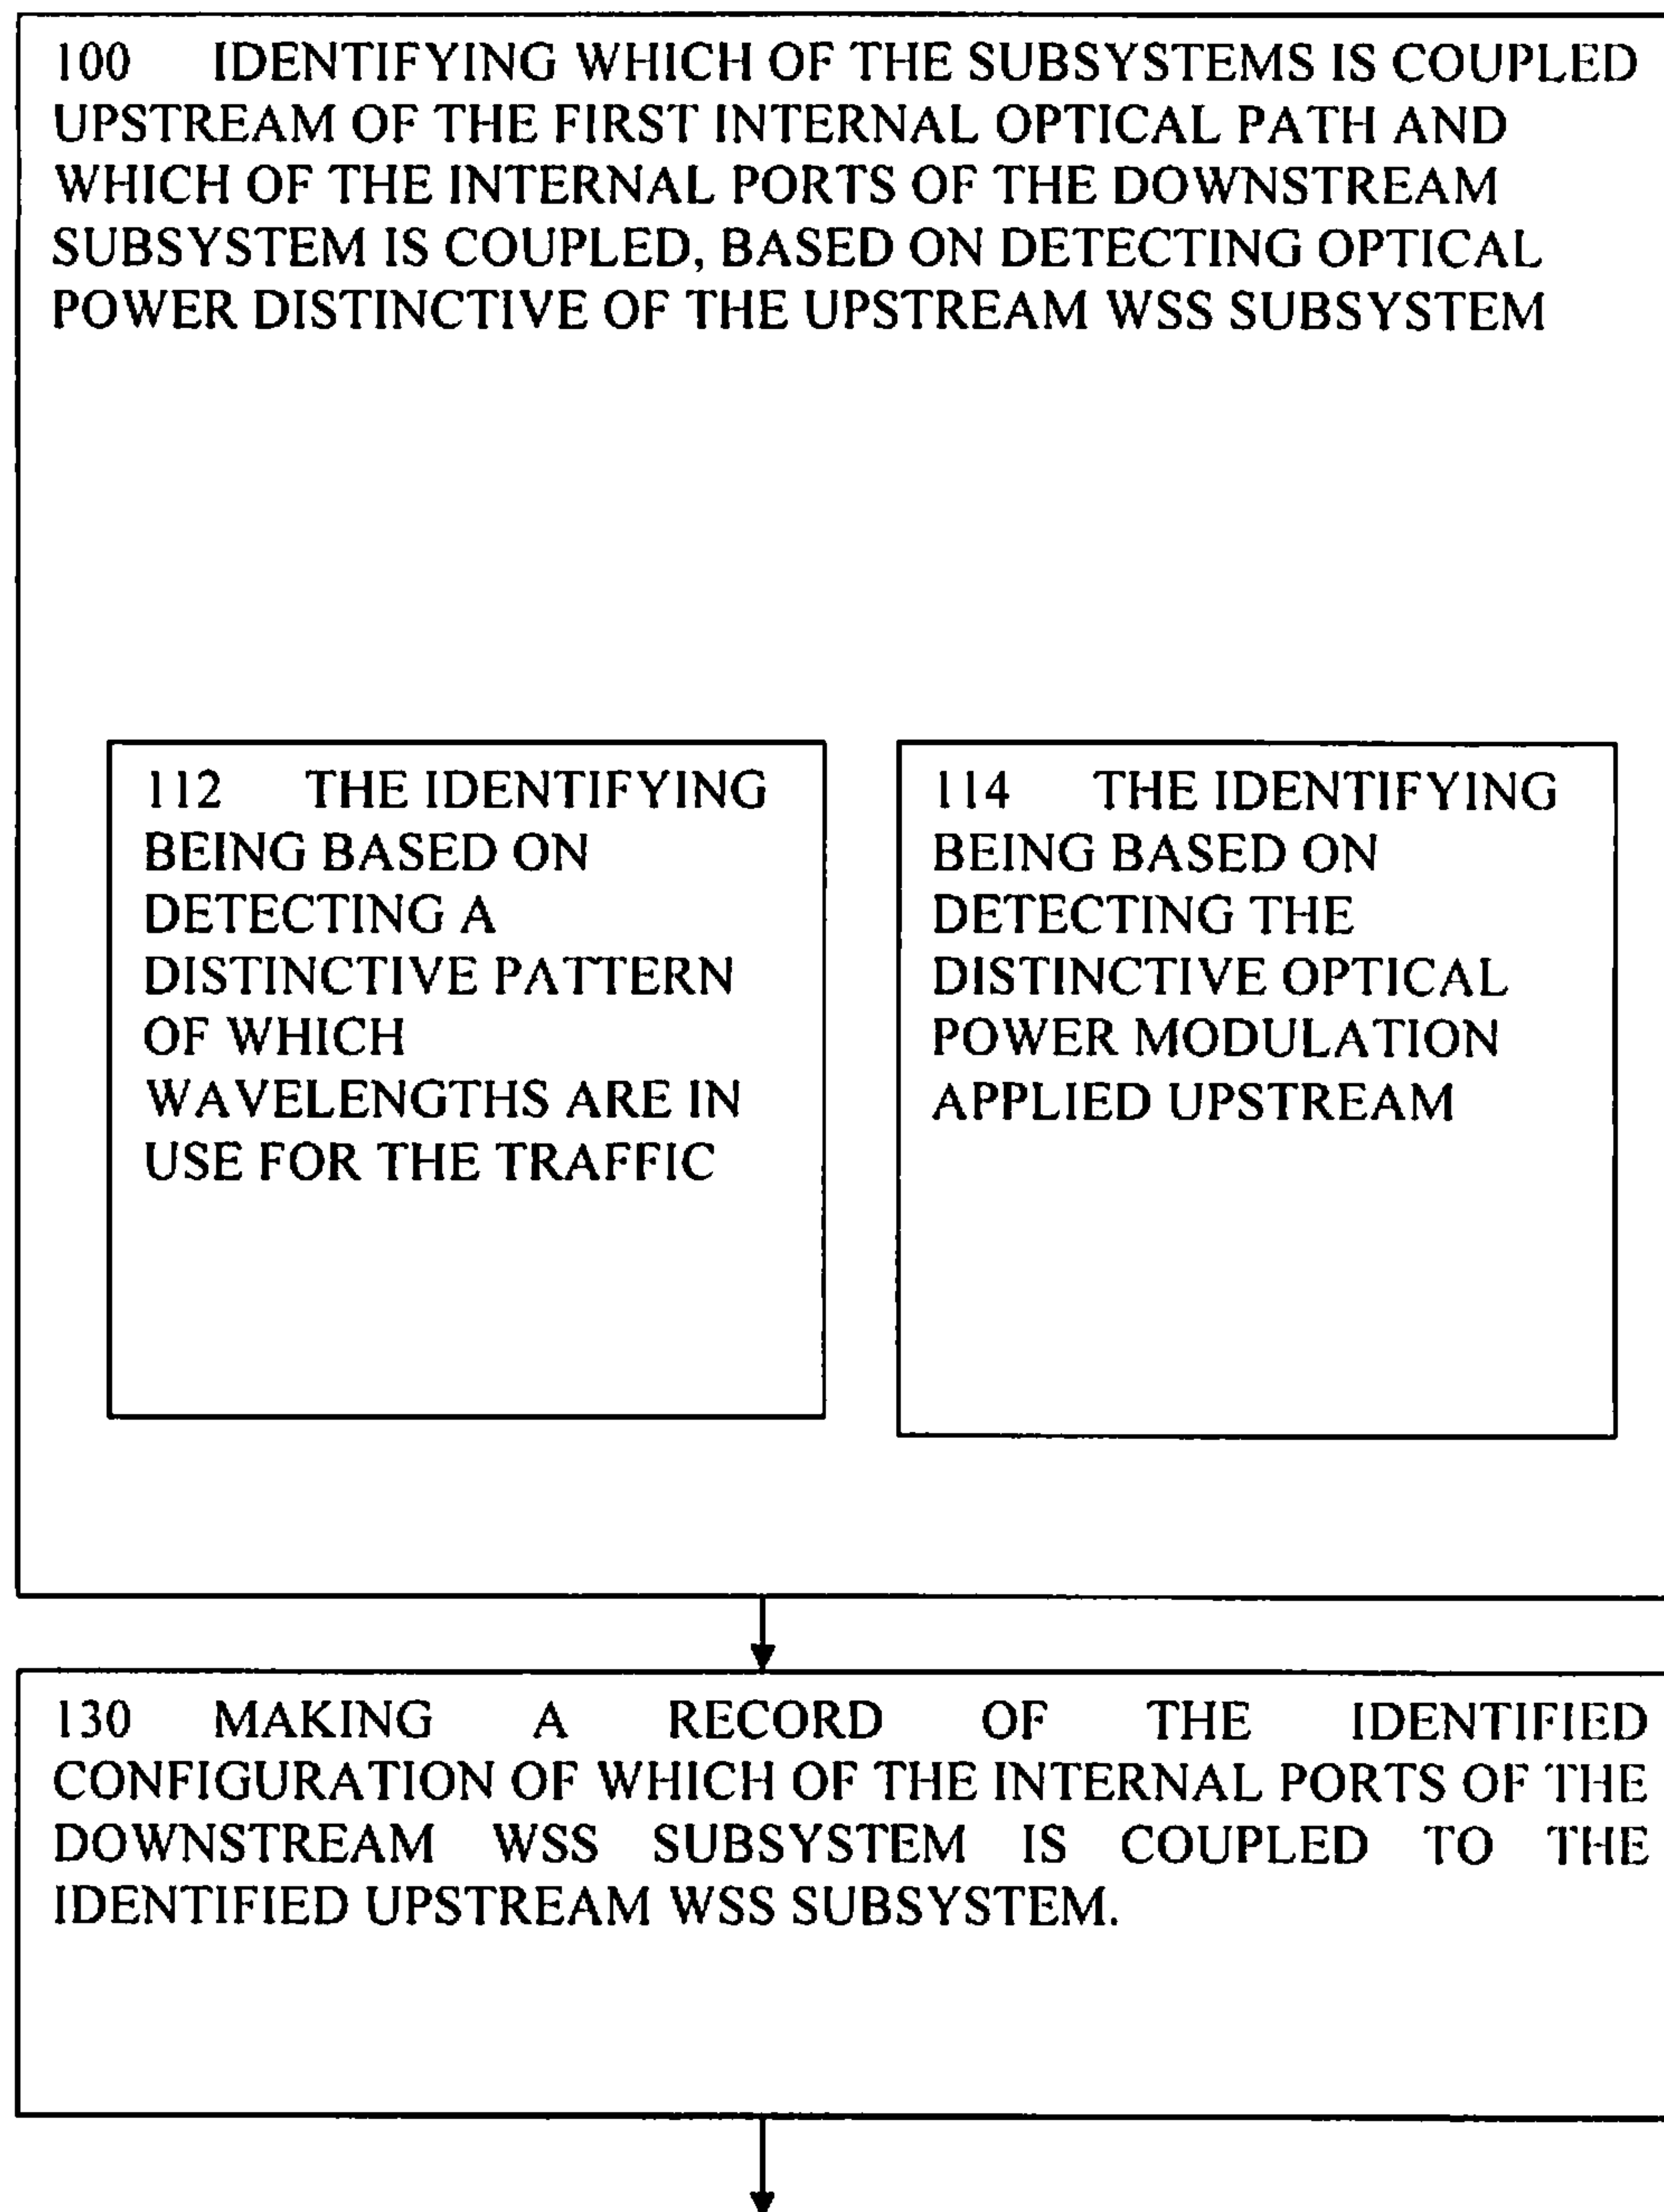 100 IDENTIFYING WHICH OF THE SUBSYSTEMS IS COUPLED
UPSTREAM OF THE FIRST INTERNAL OPTICAL PATH AND
WHICH OF THE INTERNAL PORTS OF THE DOWNSTREAM
SUBSYSTEM IS COUPLED, BASED ON DETECTING OPTICAL
POWER DISTINCTIVE OF THE UPSTREAM WSS SUBSYSTEM
112 THE IDENTIFYING
BEING BASED ON
DETECTING A
DISTINCTIVE PATTERN
OF WHICH
WAVELENGTHS ARE IN
USE FOR THE TRAFFIC
114 THE IDENTIFYING
BEING BASED ON
DETECTING THE
DISTINCTIVE OPTICAL
POWER MODULATION
APPLIED UPSTREAM
130 MAKING A RECORD OF THE IDENTIFIED
CONFIGURATION OF WHICH OF THE INTERNAL PORTS OF THE
DOWNSTREAM WSS SUBSYSTEM IS COUPLED TO THE
IDENTIFIED UPSTREAM WSS SUBSYSTEM.